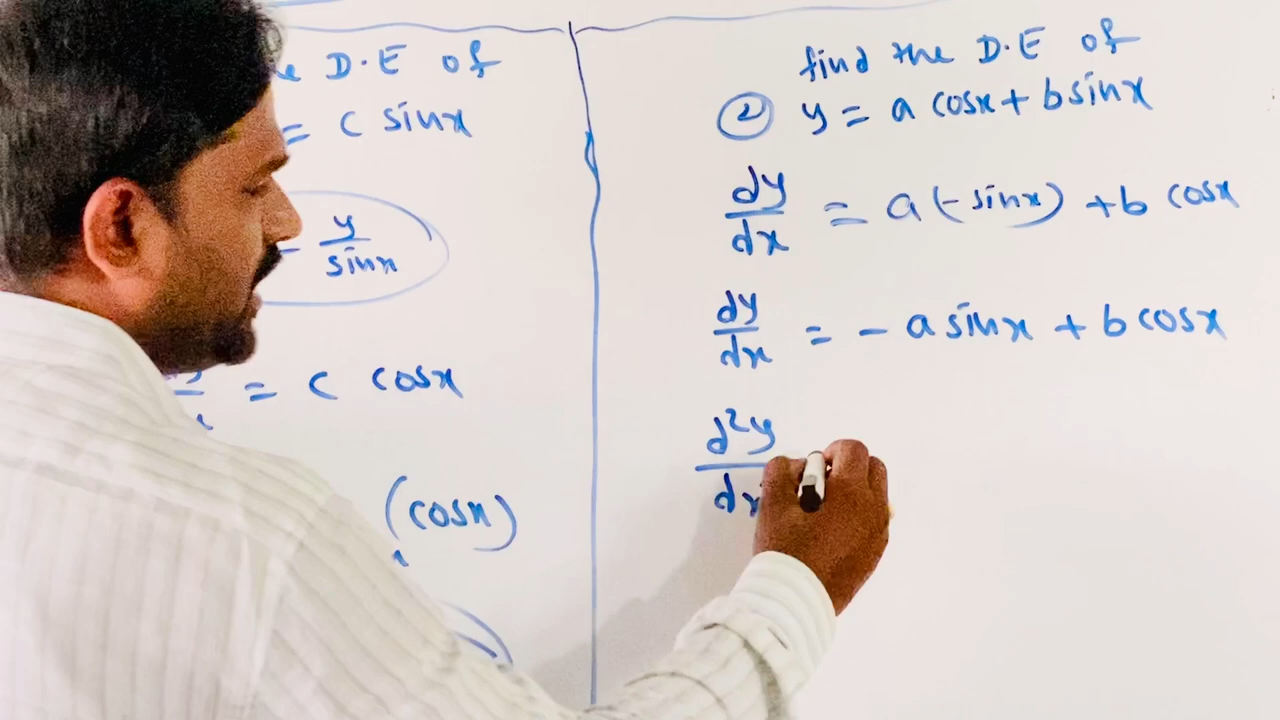 D.E of
= c sinx
y/sinx
= c cosx
(cosx)
find the D.E of
② y = a cosx + b sinx
dy/dx = a(-sinx) + b cosx
dy/dx = - a sinx + b cosx
d²y/dx